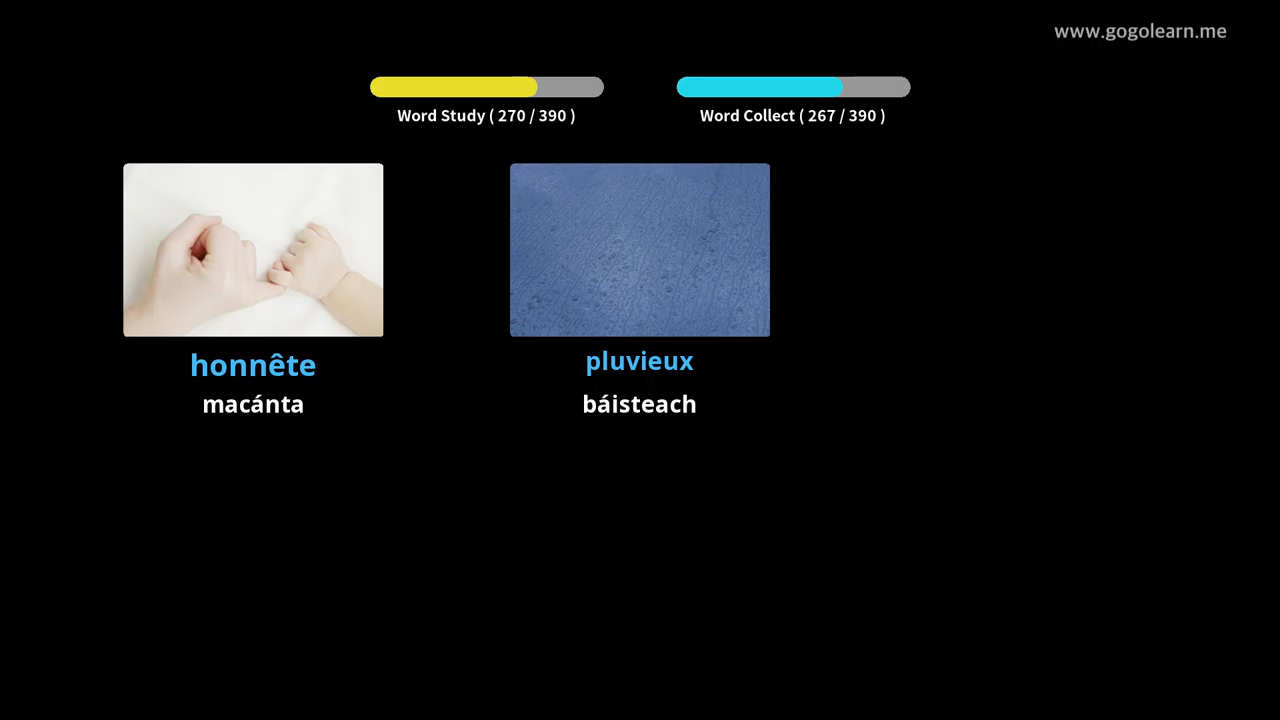 www.gogolearn.me
Word Study ( 270 / 390 )
Word Collect ( 267 / 390 )
honnête
macánta
pluvieux
báisteach